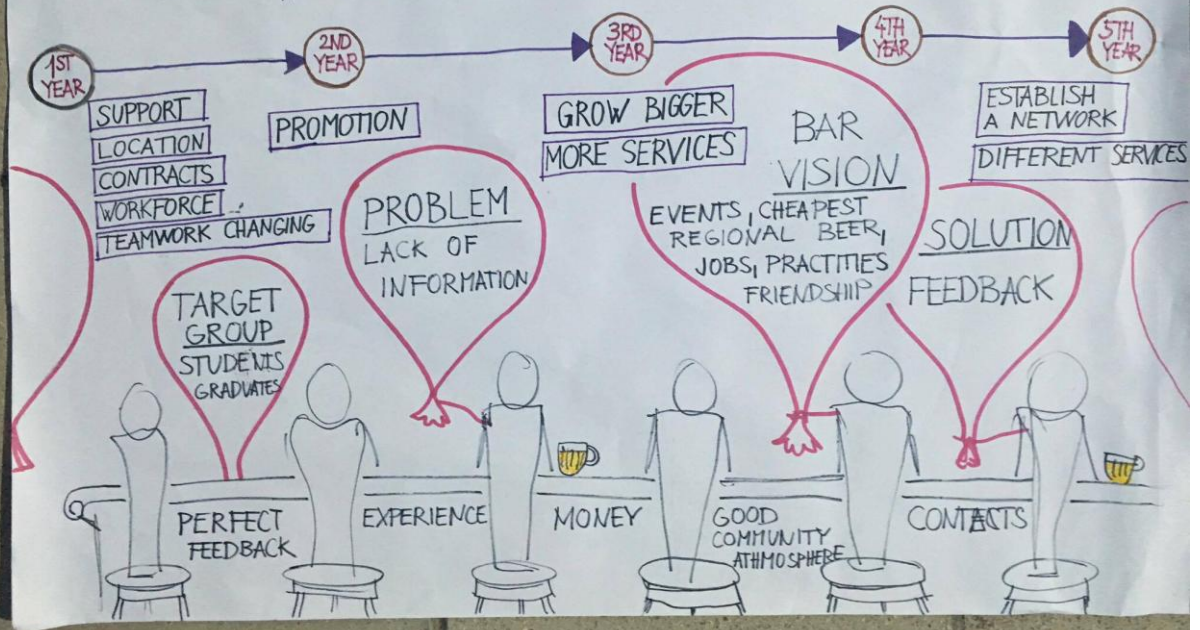 1ST
YEAR
2ND
YEAR
3RD
YEAR
4TH
YEAR
5TH
YEAR
SUPPORT
LOCATION
CONTRACTS
WORKFORCE
TEAMWORK CHANGING
PROMOTION
GROW BIGGER
MORE SERVICES
ESTABLISH
A NETWORK
DIFFERENT SERVICES
TARGET
GROUP
STUDENTS
GRADUATES
PROBLEM
LACK OF
INFORMATION
BAR
VISION
EVENTS, CHEAPEST
REGIONAL BEER,
JOBS, PRACTITIES
FRIENDSHIP
SOLUTION
FEEDBACK
PERFECT
FEEDBACK
EXPERIENCE
MONEY
GOOD
COMMUNITY
ATHMOSPHERE
CONTACTS